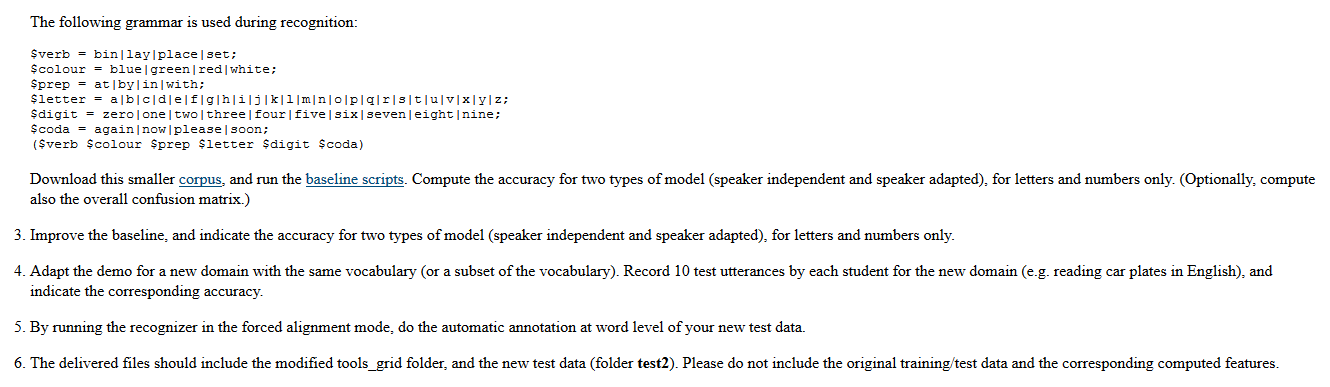 The following grammar is used during recognition:
$verb = bin|lay|place|set;
$colour = blue|green|red|white;
$prep = at|by|in|with;
$letter = a|b|c|d|e|f|g|h|i|j|k|l|m|n|o|p|q|r|s|t|u|v|x|y|z;
$digit = zero|one|two|three|four|five|six|seven|eight|nine;
$coda = again|now|please|soon;
($verb $colour $prep $letter $digit $coda)
Download this smaller corpus, and run the baseline scripts. Compute the accuracy for two types of model (speaker independent and speaker adapted), for letters and numbers only. (Optionally, compute
also the overall confusion matrix.)
3. Improve the baseline, and indicate the accuracy for two types of model (speaker independent and speaker adapted), for letters and numbers only.
4. Adapt the demo for a new domain with the same vocabulary (or a subset of the vocabulary). Record 10 test utterances by each student for the new domain (e.g. reading car plates in English), and
indicate the corresponding accuracy.
5. By running the recognizer in the forced alignment mode, do the automatic annotation at word level of your new test data.
6. The delivered files should include the modified tools_grid folder, and the new test data (folder test2). Please do not include the original training/test data and the corresponding computed features.